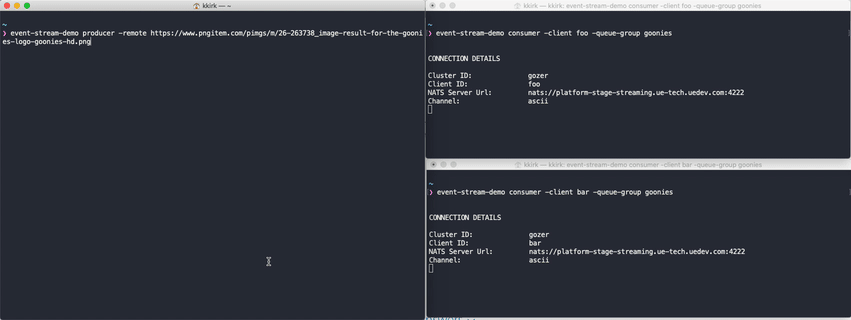 kkirk — ~
~
❯ event-stream-demo producer -remote https://www.pngitem.com/pimgs/m/26-263738_image-result-for-the-gooni
es-logo-goonies-hd.png
kkirk — kkirk: event-stream-demo consumer -client foo -queue-group goonies
~
❯ event-stream-demo consumer -client foo -queue-group goonies
CONNECTION DETAILS
Cluster ID: gozer
Client ID: foo
NATS Server Url: nats://platform-stage-streaming.ue-tech.uedev.com:4222
Channel: ascii
kkirk — kkirk: event-stream-demo consumer -client bar -queue-group goonies
~
❯ event-stream-demo consumer -client bar -queue-group goonies
CONNECTION DETAILS
Cluster ID: gozer
Client ID: bar
NATS Server Url: nats://platform-stage-streaming.ue-tech.uedev.com:4222
Channel: ascii